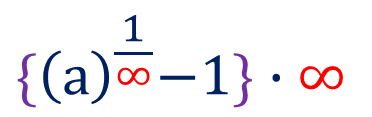 {(a)^{1/∞} − 1} · ∞